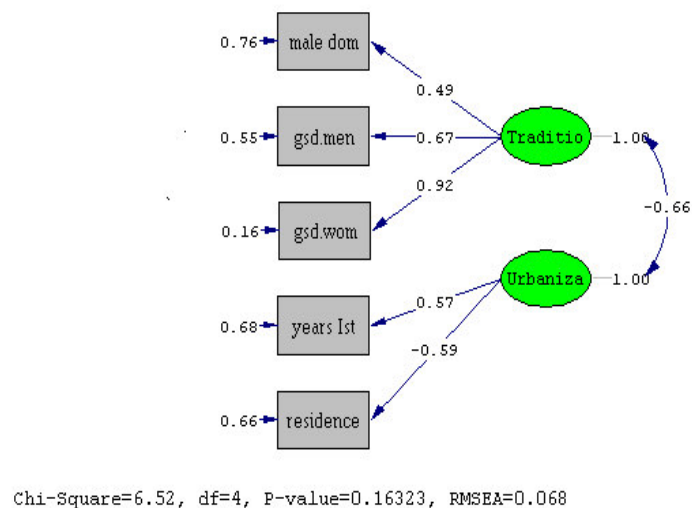 0.76 male dom
0.49
0.55 gsd.men 0.67 Traditio 1.00
0.92
-0.66
0.16 gsd.wom
Urbaniza 1.00
0.57
0.68 years Ist
-0.59
0.66 residence
Chi-Square=6.52, df=4, P-value=0.16323, RMSEA=0.068